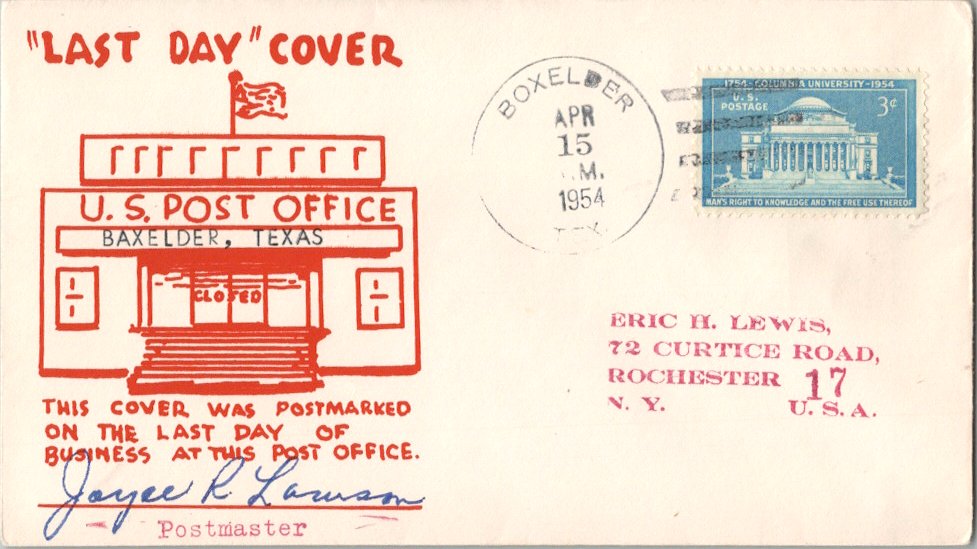 "LAST DAY" COVER
U.S. POST OFFICE
BAXELDER, TEXAS
CLOSED
THIS COVER WAS POSTMARKED
ON THE LAST DAY OF
BUSINESS AT THIS POST OFFICE.
Joyce R. Lawson
Postmaster
BOXELDER
APR
15
.M.
1954
TEX.
1754-COLUMBIA UNIVERSITY-1954
U.S.
POSTAGE
3¢
MAN'S RIGHT TO KNOWLEDGE AND THE FREE USE THEREOF
ERIC H. LEWIS,
72 CURTICE ROAD,
ROCHESTER 17
N. Y. U. S. A.